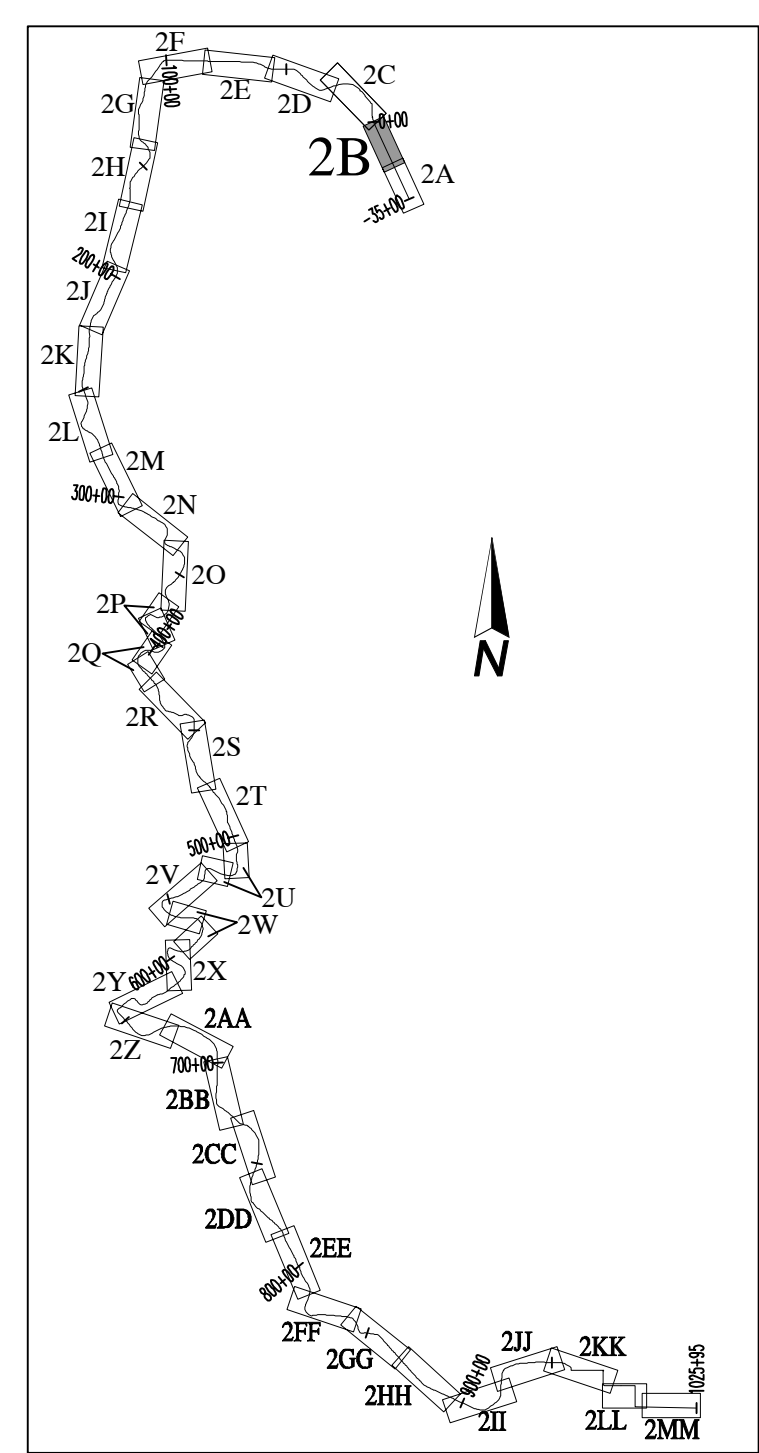 2F
2C
100+00
2E
2D
2G
0+00
2B
2H
2A
-35+00
2I
200+00
2J
2K
2L
2M
300+00
2N
2O
2P
400+00
2Q
N
2R
2S
2T
500+00
2V
2U
2W
600+00
2X
2Y
2AA
2Z
700+00
2BB
2CC
2DD
2EE
800+00
2FF
2JJ
2KK
1025+95
2GG
900+00
2HH
2II
2LL
2MM